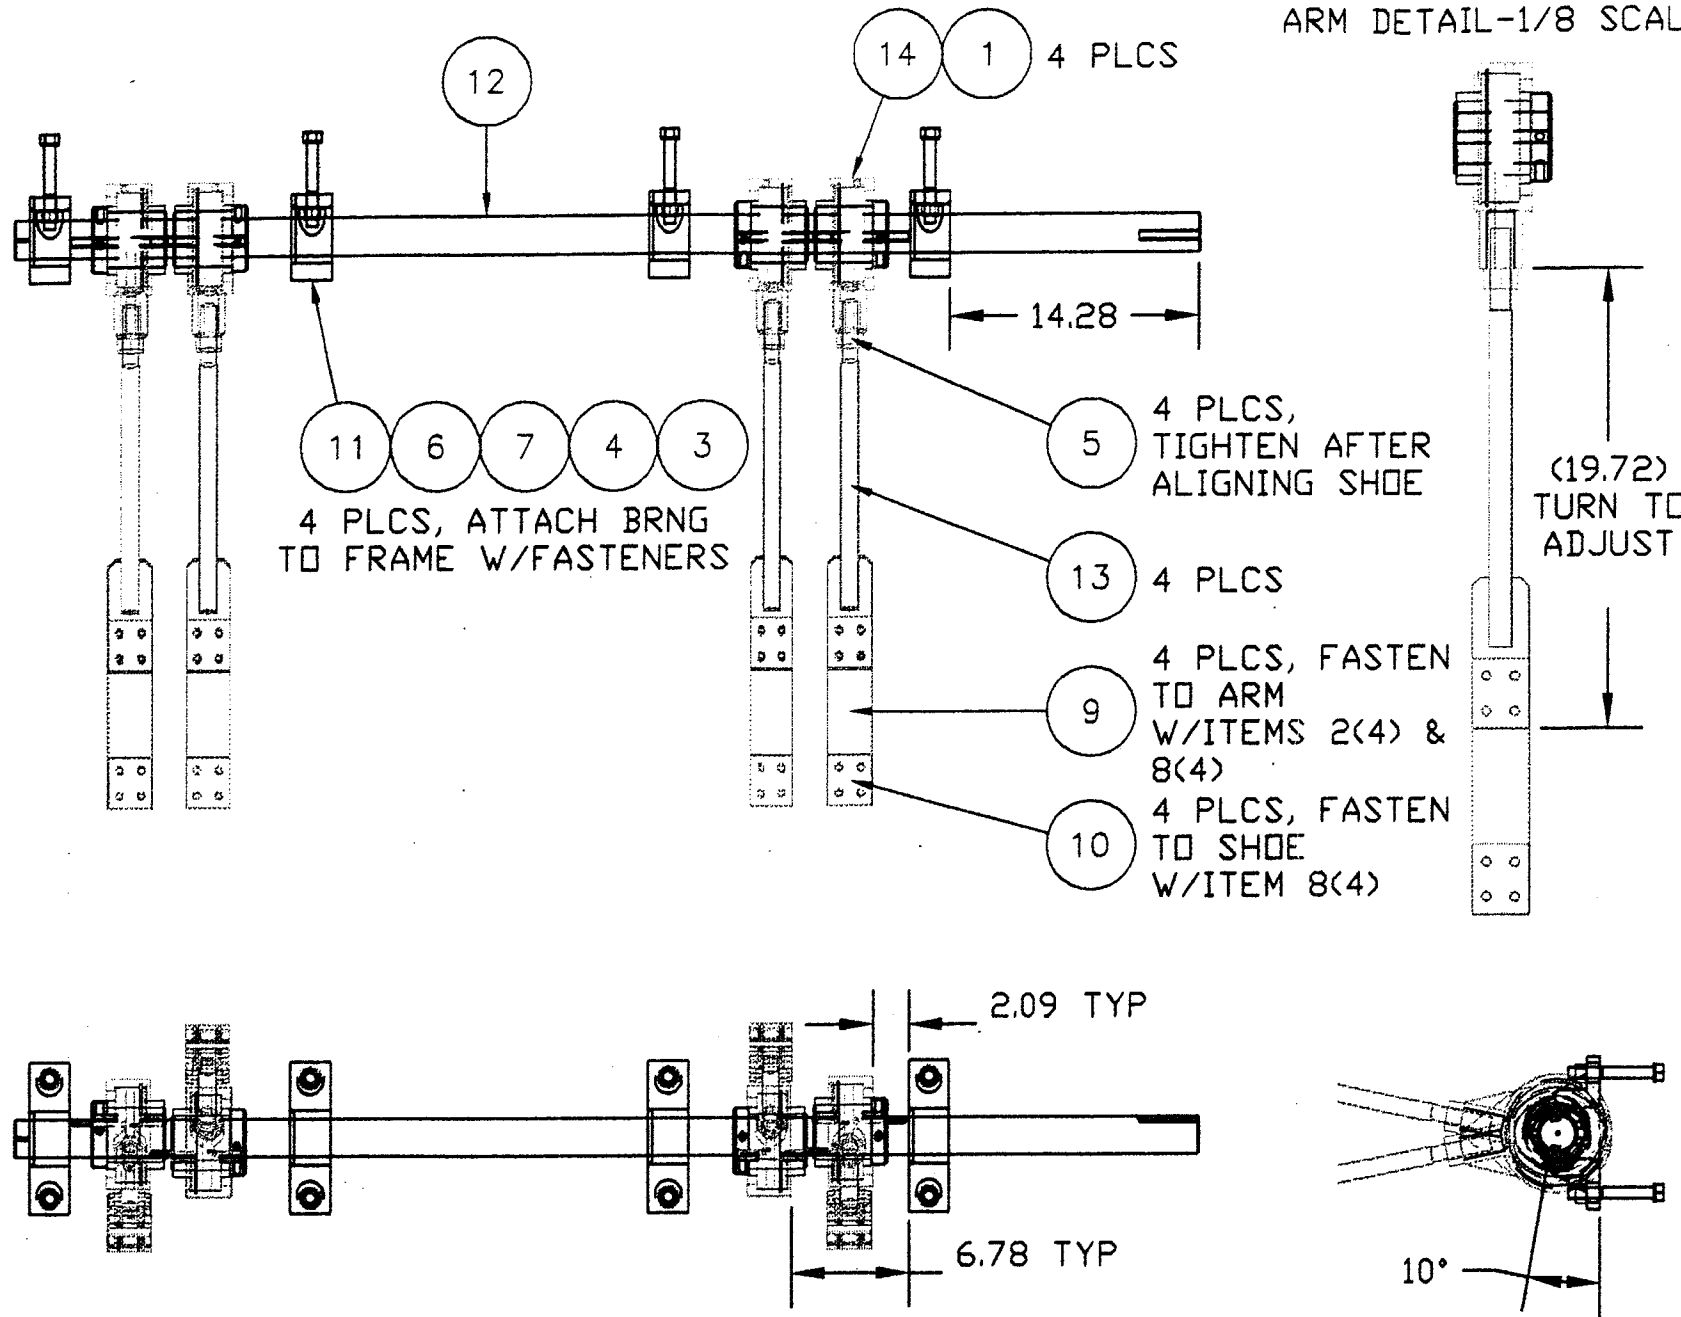 ARM DETAIL-1/8 SCAL
14 1 4 PLCS
12
14.28
11 6 7 4 3
4 PLCS, ATTACH BRNG
TO FRAME W/FASTENERS
5
4 PLCS,
TIGHTEN AFTER
ALIGNING SHOE
(19.72)
TURN TO
ADJUST
13 4 PLCS
9
4 PLCS, FASTEN
TO ARM
W/ITEMS 2(4) &
8(4)
10
4 PLCS, FASTEN
TO SHOE
W/ITEM 8(4)
2.09 TYP
6.78 TYP
10°